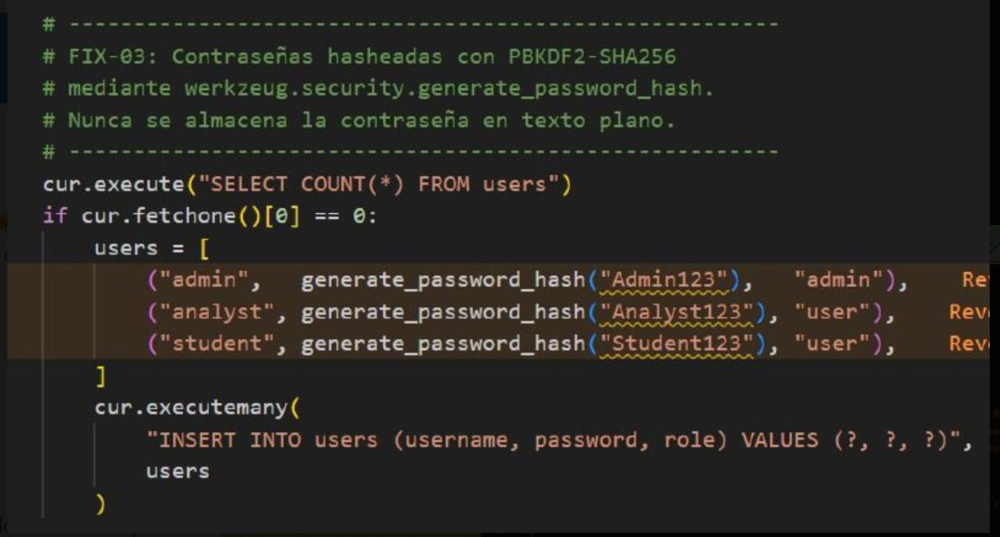 # -------------------------------------------------------
# FIX-03: Contraseñas hasheadas con PBKDF2-SHA256
# mediante werkzeug.security.generate_password_hash.
# Nunca se almacena la contraseña en texto plano.
# -------------------------------------------------------
cur.execute("SELECT COUNT(*) FROM users")
if cur.fetchone()[0] == 0:
    users = [
        ("admin",   generate_password_hash("Admin123"),   "admin"),    Re
        ("analyst", generate_password_hash("Analyst123"), "user"),    Rev
        ("student", generate_password_hash("Student123"), "user"),    Rev
    ]
    cur.executemany(
        "INSERT INTO users (username, password, role) VALUES (?, ?, ?)",
        users
    )